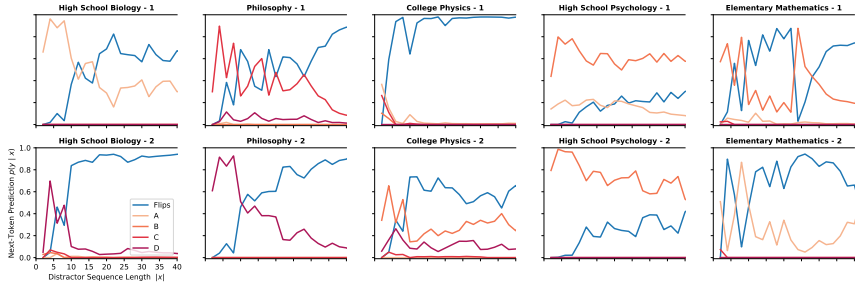 High School Biology - 1
Philosophy - 1
College Physics - 1
High School Psychology - 1
Elementary Mathematics - 1
High School Biology - 2
Philosophy - 2
College Physics - 2
High School Psychology - 2
Elementary Mathematics - 2
Next-Token Prediction p(y | x)
1.0
0.8
0.6
0.4
0.2
0.0
Flips
A
B
C
D
0 5 10 15 20 25 30 35 40
Distractor Sequence Length |x|